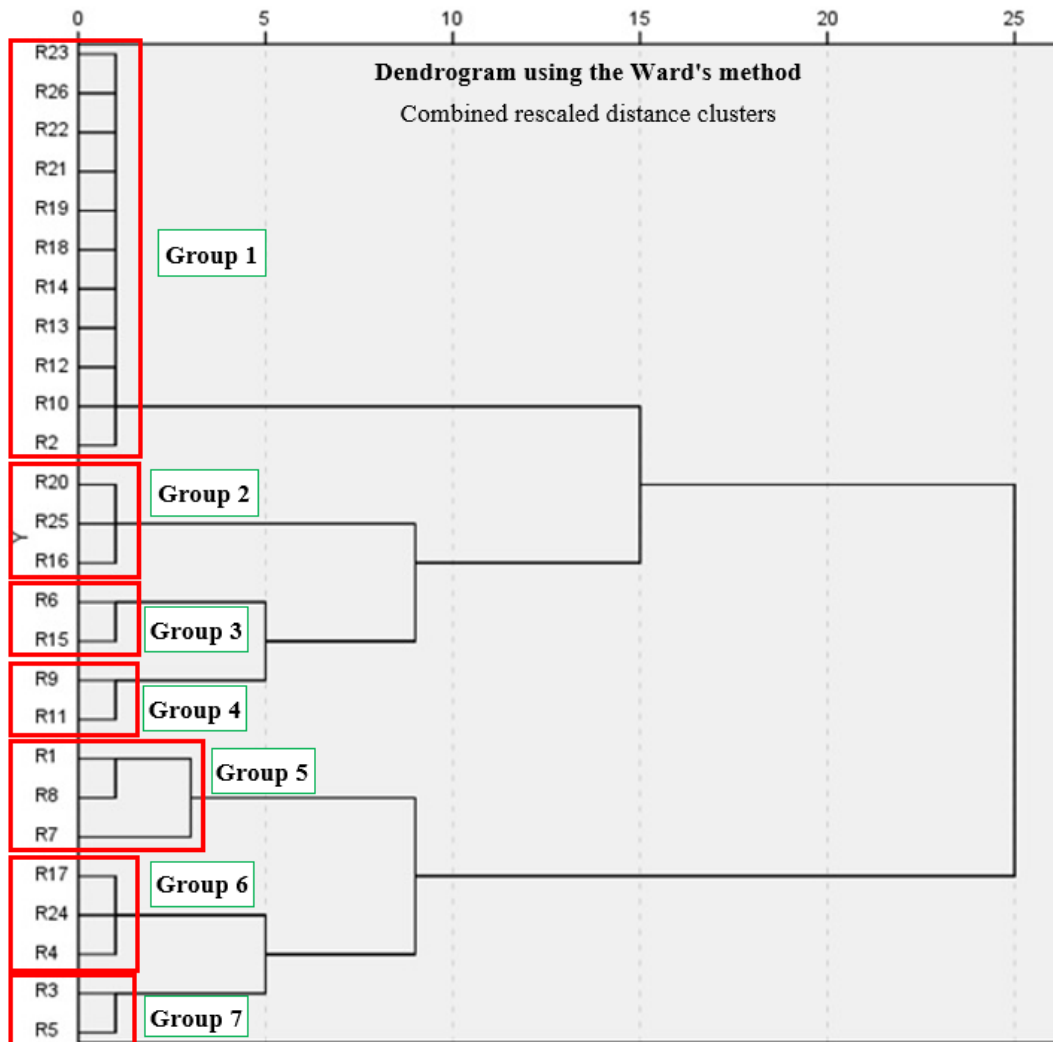 0 5 10 15 20 25
Dendrogram using the Ward's method
Combined rescaled distance clusters
R23
R26
R22
R21
R19
R18
Group 1
R14
R13
R12
R10
R2
R20
Group 2
R25
Y
R16
R6
R15
Group 3
R9
R11
Group 4
R1
Group 5
R8
R7
R17
Group 6
R24
R4
R3
R5
Group 7